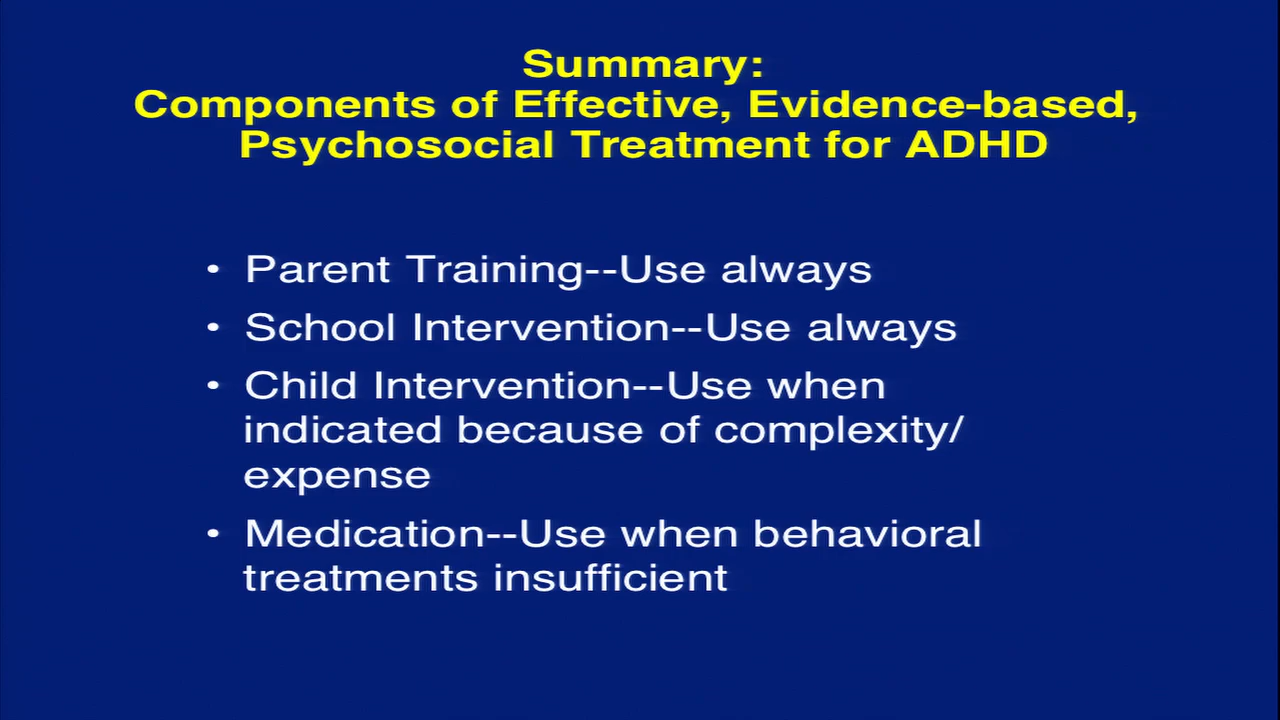 Summary:
Components of Effective, Evidence-based,
Psychosocial Treatment for ADHD
• Parent Training--Use always
• School Intervention--Use always
• Child Intervention--Use when
indicated because of complexity/
expense
• Medication--Use when behavioral
treatments insufficient